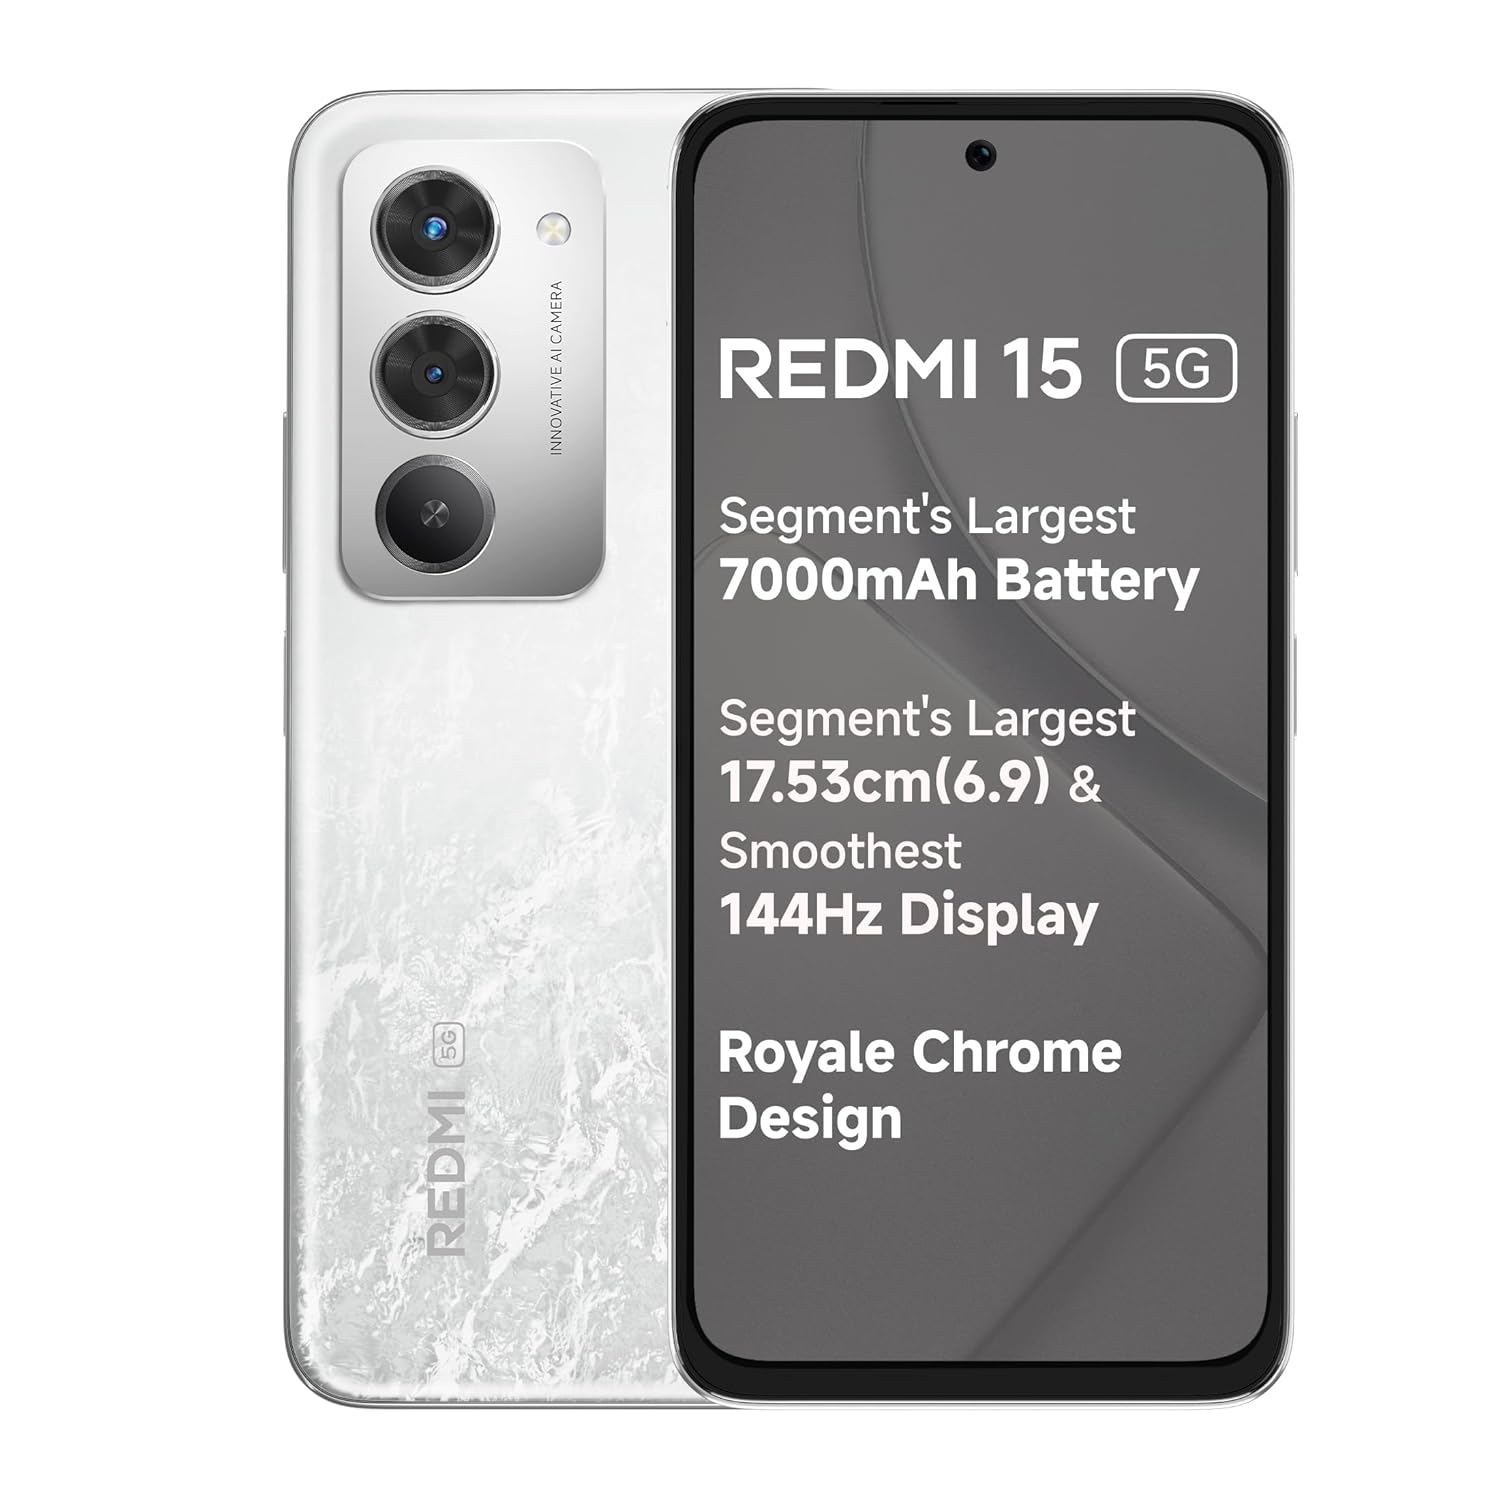 INNOVATIVE AI CAMERA
REDMI 5G
REDMI 15 5G
Segment's Largest
7000mAh Battery
Segment's Largest
17.53cm(6.9) &
Smoothest
144Hz Display
Royale Chrome
Design